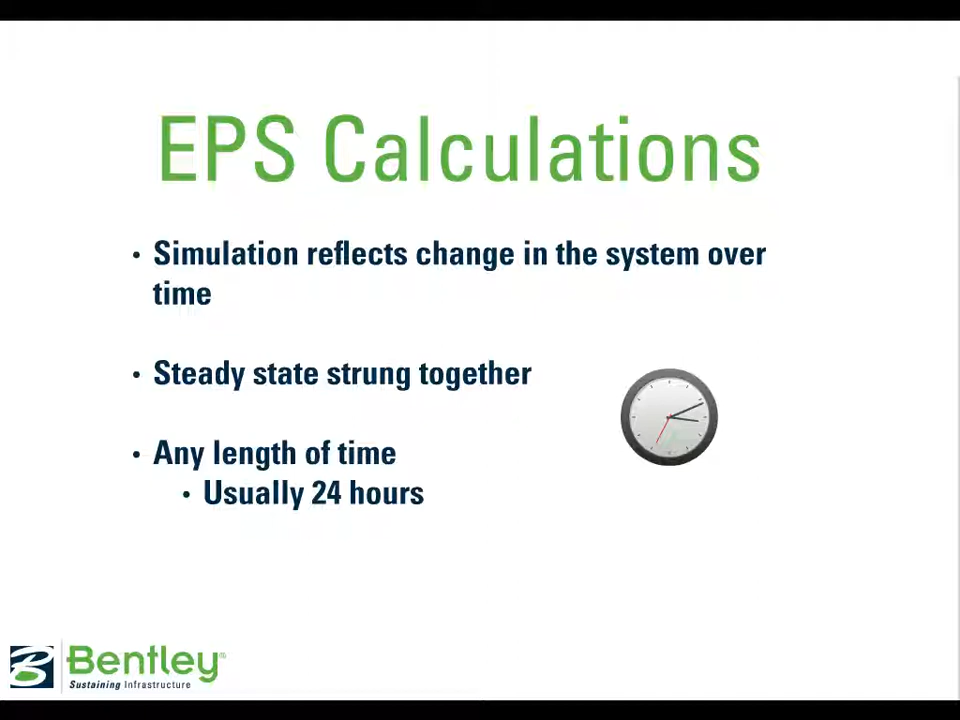 EPS Calculations
• Simulation reflects change in the system over
time
• Steady state strung together
• Any length of time
• Usually 24 hours
Bentley
Sustaining Infrastructure